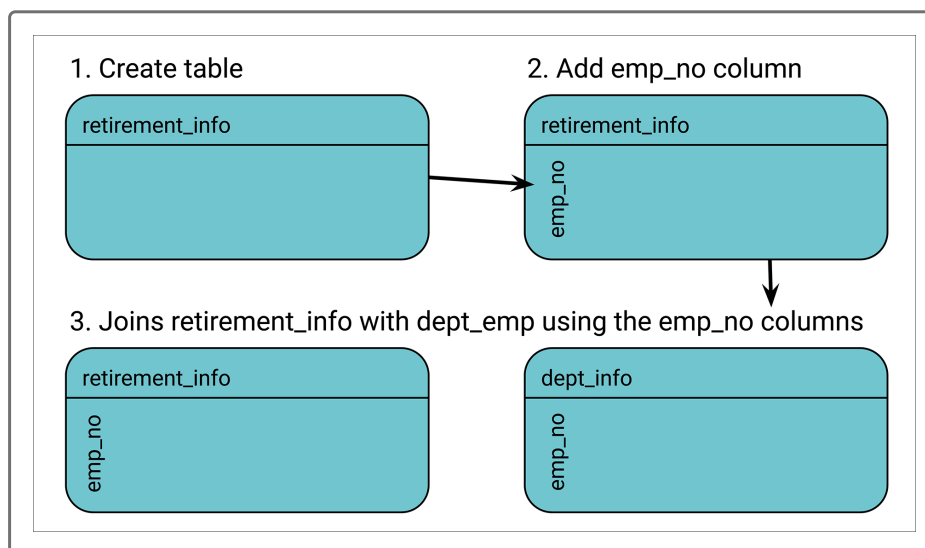 1. Create table
2. Add emp_no column
retirement_info
retirement_info
emp_no
3. Joins retirement_info with dept_emp using the emp_no columns
retirement_info
dept_info
emp_no
emp_no